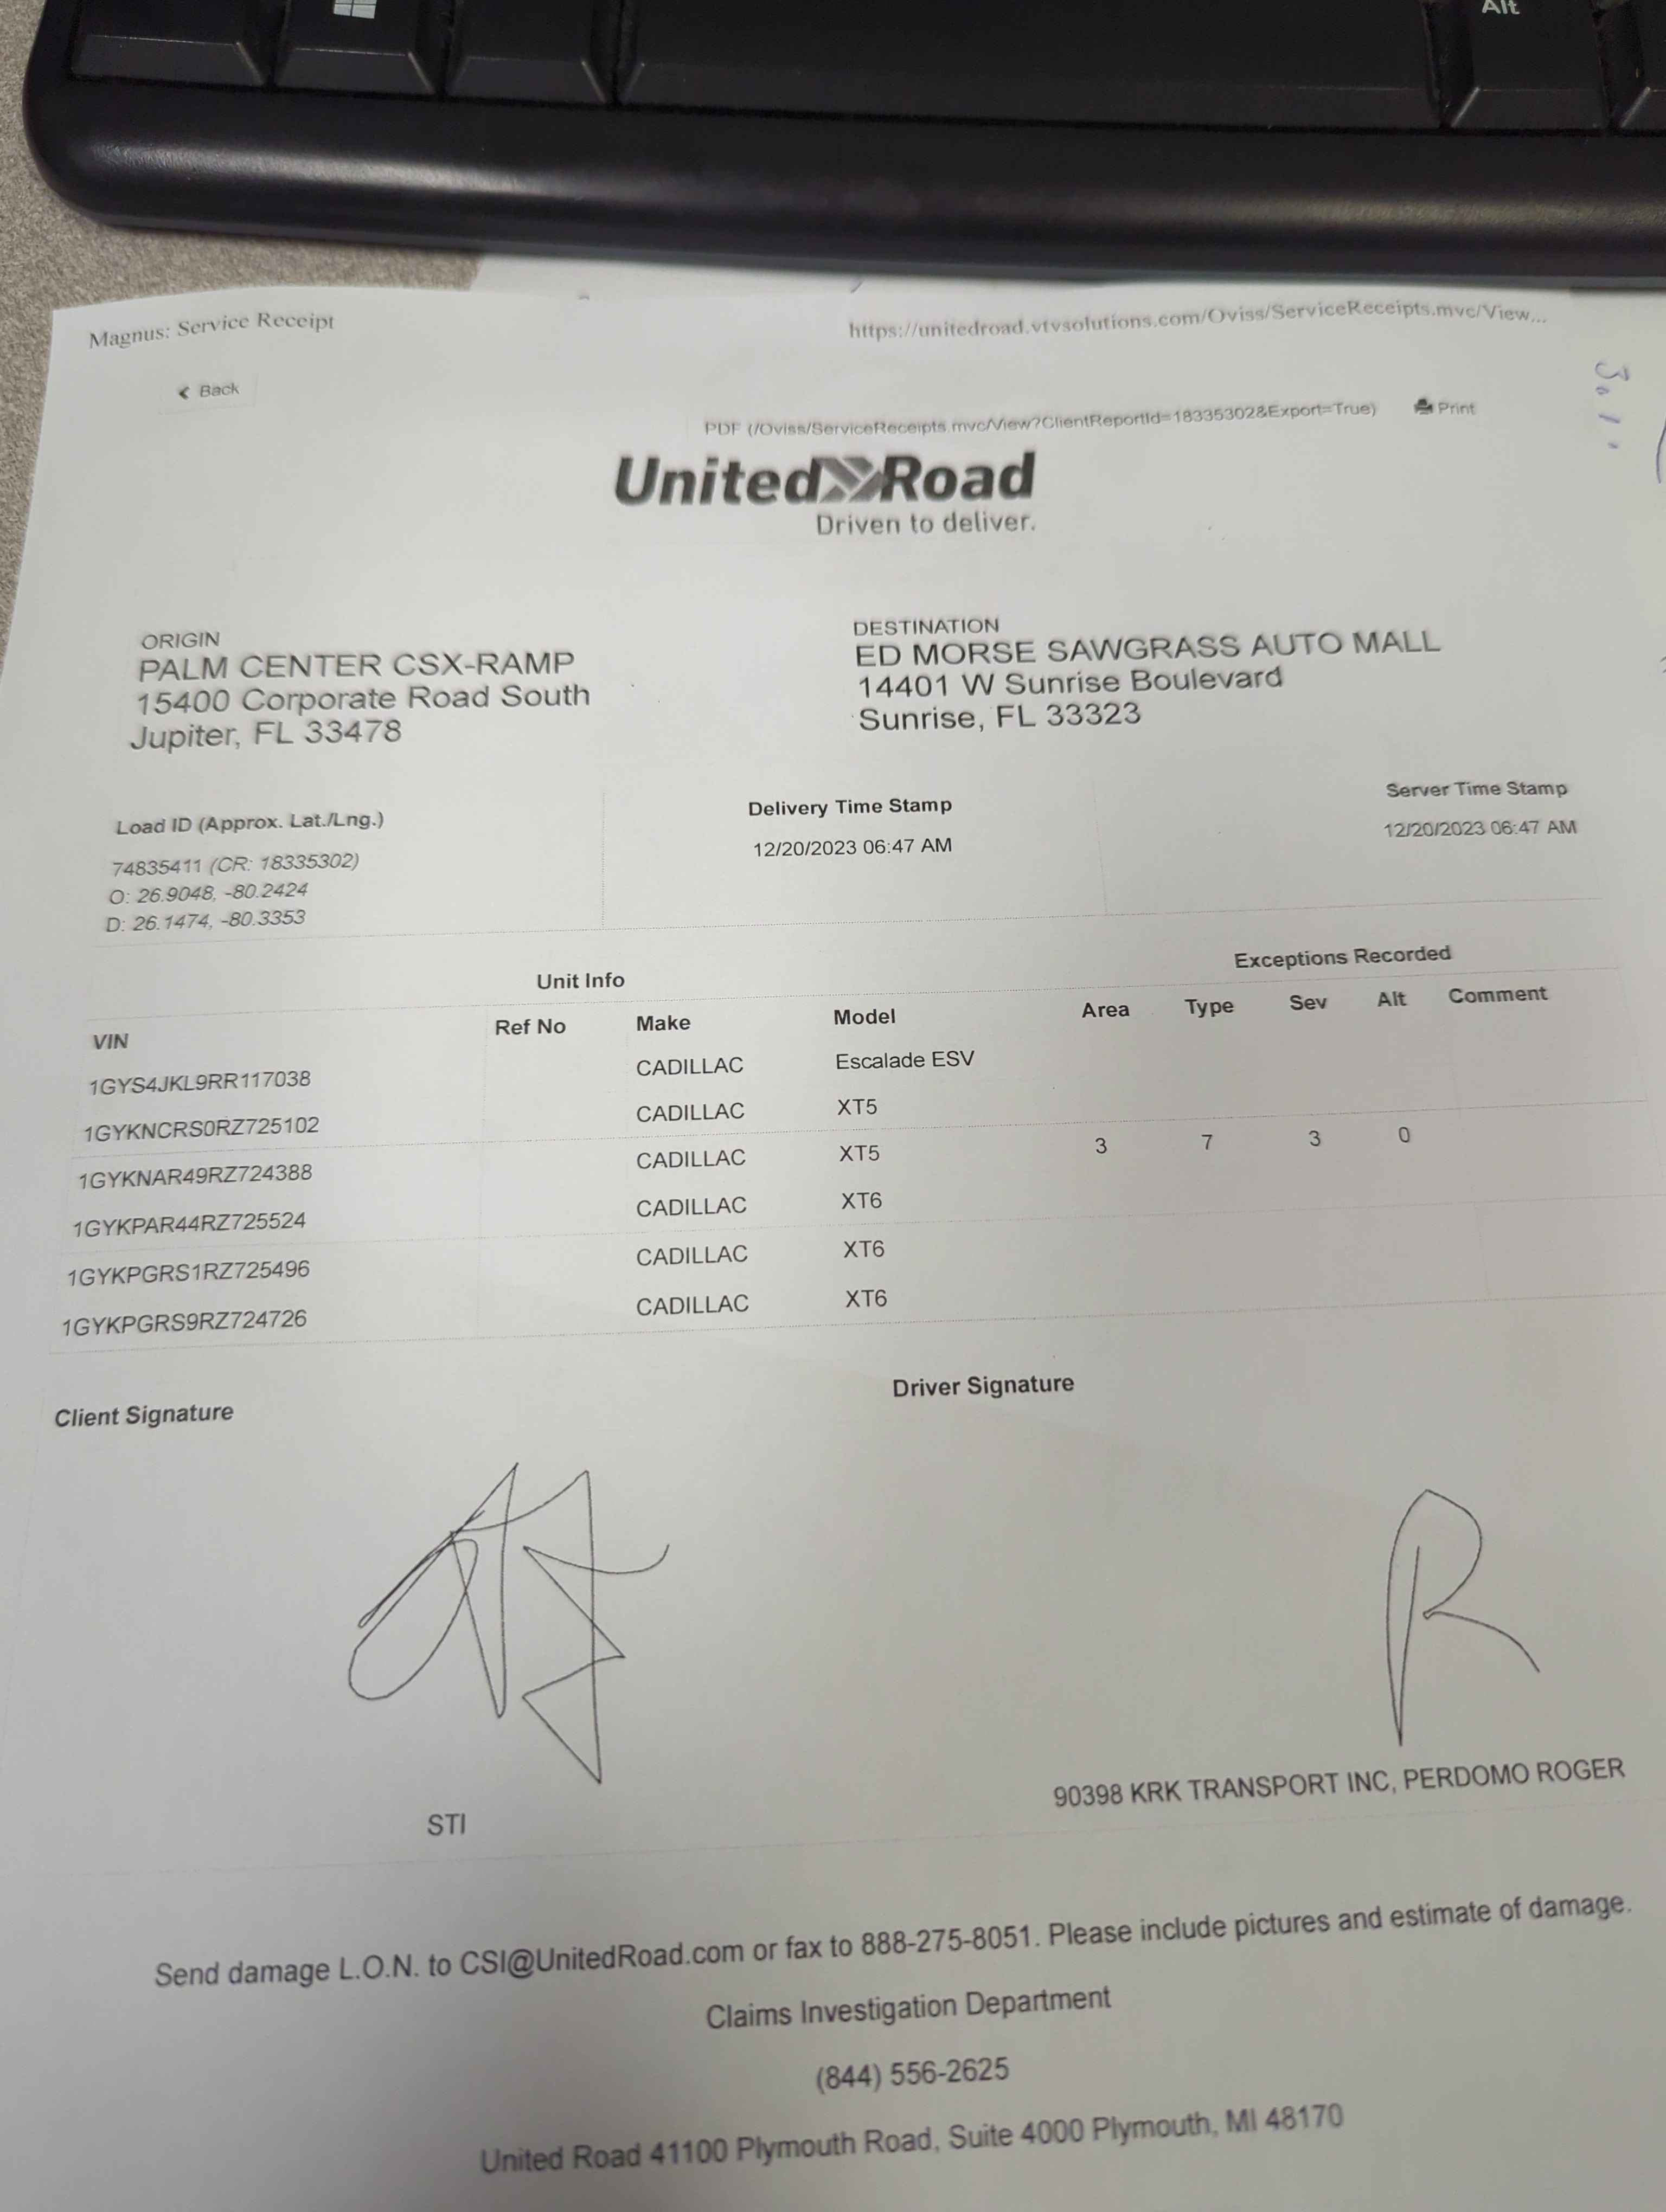 Alt
Magnus: Service Receipt
https://unitedroad.vtvsolutions.com/Oviss/ServiceReceipts.mvc/View...
Back
PDF (/Oviss/ServiceReceipts.mvc/View?ClientReportId=18335302&Export=True)
Print
United Road
Driven to deliver.
ORIGIN
PALM CENTER CSX-RAMP
15400 Corporate Road South
Jupiter, FL 33478
DESTINATION
ED MORSE SAWGRASS AUTO MALL
14401 W Sunrise Boulevard
Sunrise, FL 33323
Load ID (Approx. Lat./Lng.)
74835411 (CR: 18335302)
O: 26.9048, -80.2424
D: 26.1474, -80.3353
Delivery Time Stamp
12/20/2023 06:47 AM
Server Time Stamp
12/20/2023 06:47 AM
Unit Info Exceptions Recorded
VIN Ref No Make Model Area Type Sev Alt Comment
1GYS4JKL9RR117038 CADILLAC Escalade ESV
1GYKNCRS0RZ725102 CADILLAC XT5
1GYKNAR49RZ724388 CADILLAC XT5 3 7 3 0
1GYKPAR44RZ725524 CADILLAC XT6
1GYKPGRS1RZ725496 CADILLAC XT6
1GYKPGRS9RZ724726 CADILLAC XT6
Client Signature
Driver Signature
R
STI
90398 KRK TRANSPORT INC, PERDOMO ROGER
Send damage L.O.N. to CSI@UnitedRoad.com or fax to 888-275-8051. Please include pictures and estimate of damage.
Claims Investigation Department
(844) 556-2625
United Road 41100 Plymouth Road, Suite 4000 Plymouth, MI 48170